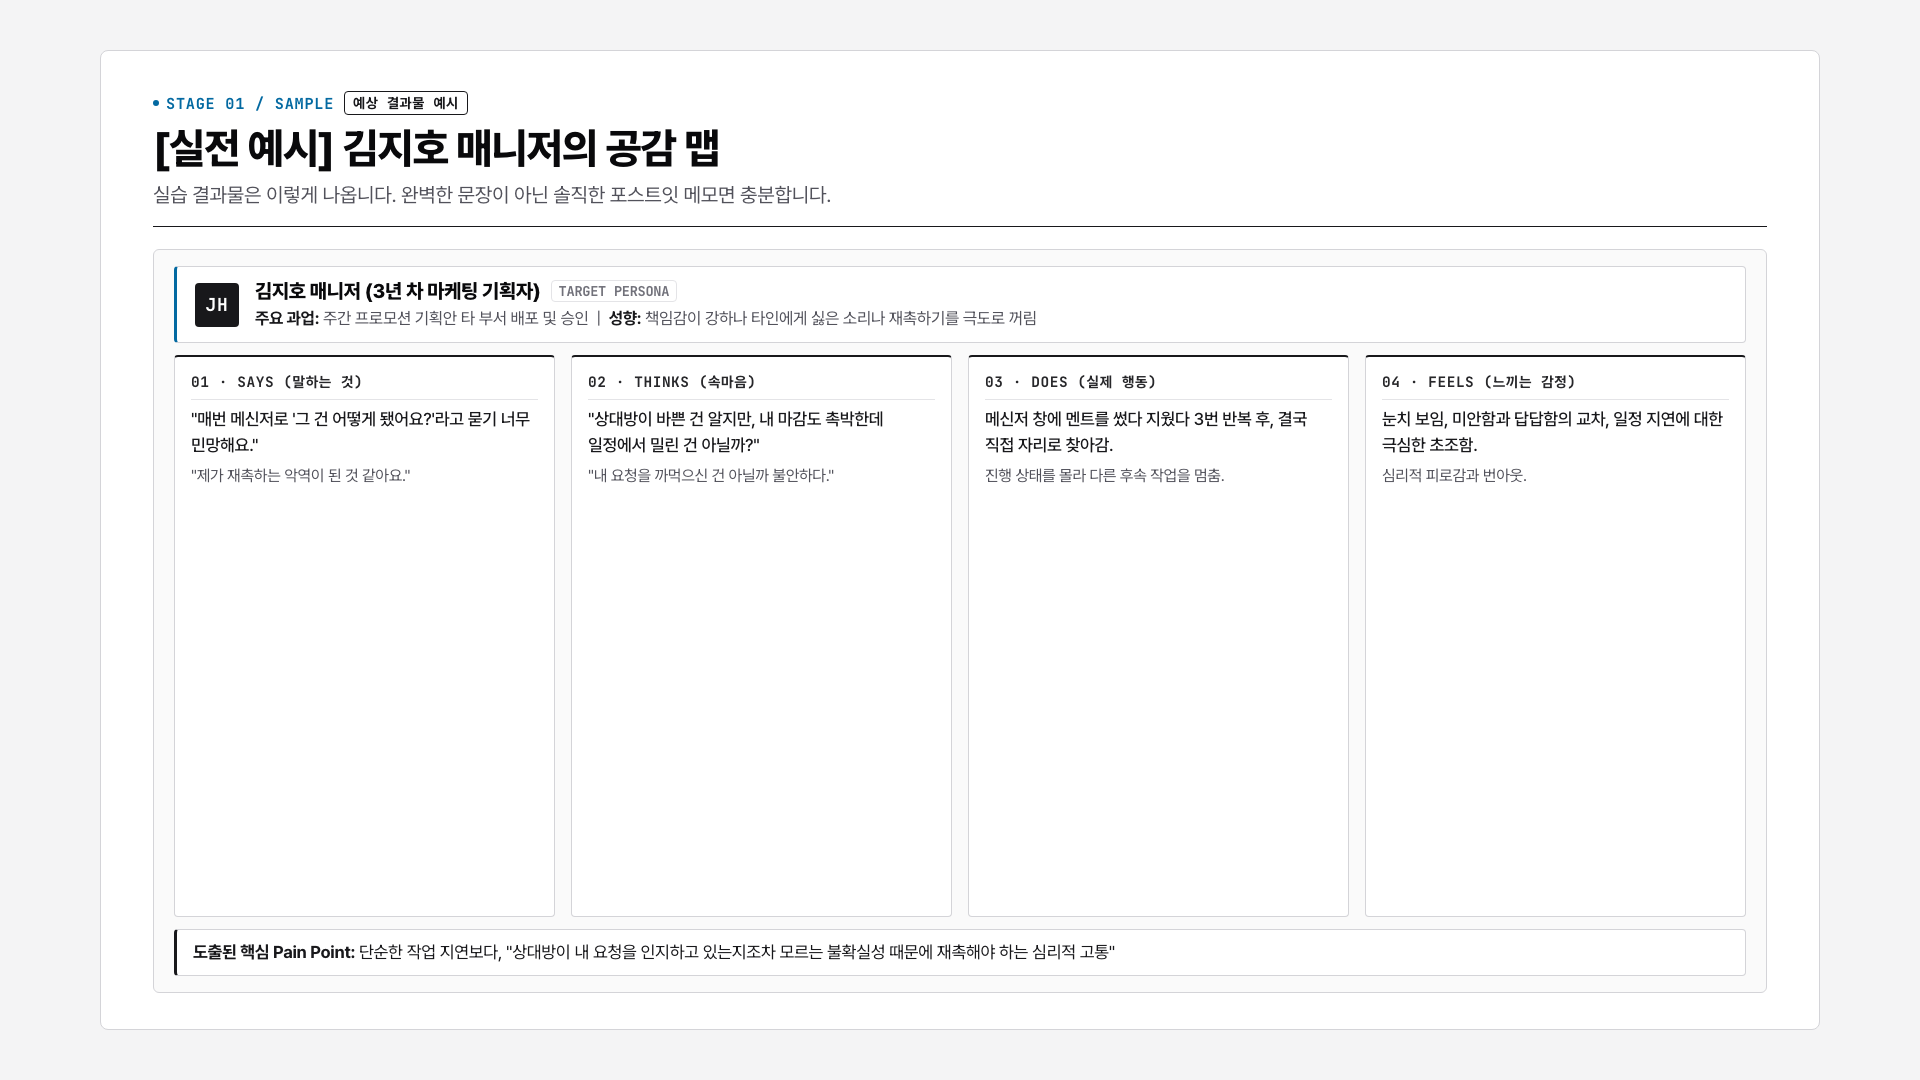 STAGE 01 / SAMPLE 예상 결과물 예시
[실전 예시] 김지호 매니저의 공감 맵
실습 결과물은 이렇게 나옵니다. 완벽한 문장이 아닌 솔직한 포스트잇 메모면 충분합니다.
JH
김지호 매니저 (3년 차 마케팅 기획자) TARGET PERSONA
주요 과업: 주간 프로모션 기획안 타 부서 배포 및 승인 | 성향: 책임감이 강하나 타인에게 싫은 소리나 재촉하기를 극도로 꺼림
01 · SAYS (말하는 것)
"매번 메신저로 '그 건 어떻게 됐어요?'라고 묻기 너무
민망해요."
"제가 재촉하는 악역이 된 것 같아요."
02 · THINKS (속마음)
"상대방이 바쁜 건 알지만, 내 마감도 촉박한데
일정에서 밀린 건 아닐까?"
"내 요청을 까먹으신 건 아닐까 불안하다."
03 · DOES (실제 행동)
메신저 창에 멘트를 썼다 지웠다 3번 반복 후, 결국
직접 자리로 찾아감.
진행 상태를 몰라 다른 후속 작업을 멈춤.
04 · FEELS (느끼는 감정)
눈치 보임, 미안함과 답답함의 교차, 일정 지연에 대한
극심한 초조함.
심리적 피로감과 번아웃.
도출된 핵심 Pain Point: 단순한 작업 지연보다, "상대방이 내 요청을 인지하고 있는지조차 모르는 불확실성 때문에 재촉해야 하는 심리적 고통"